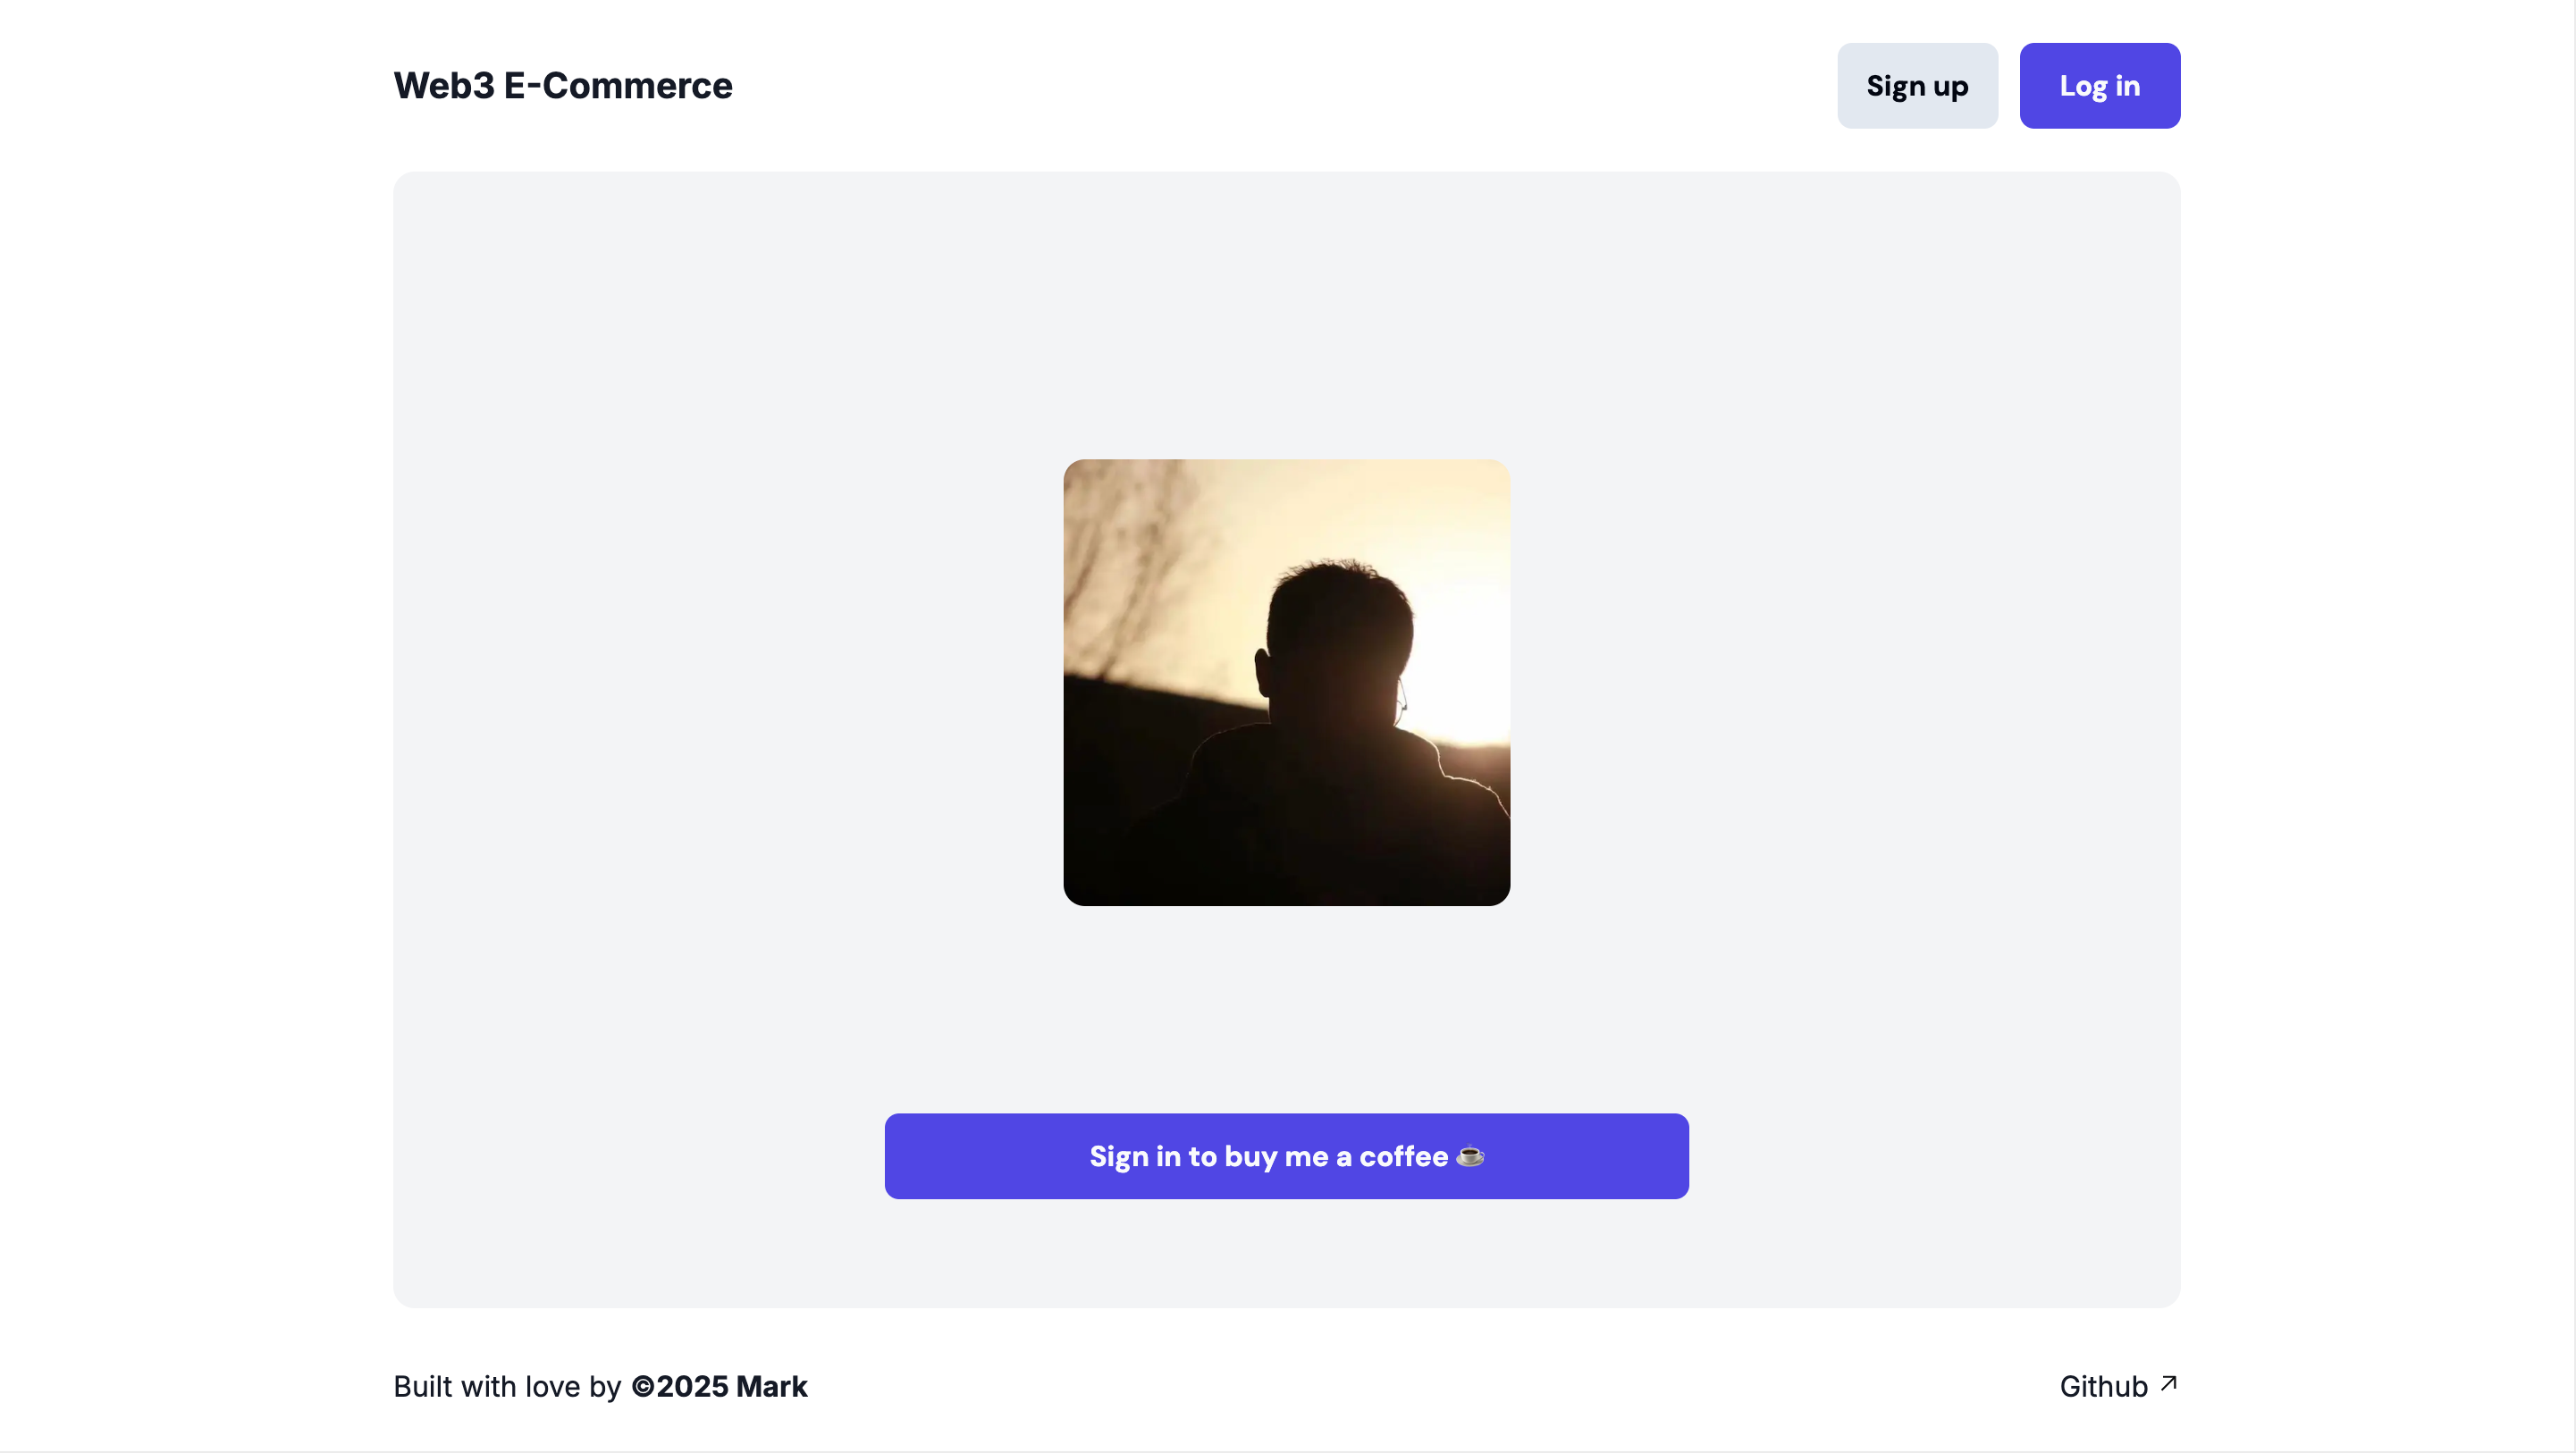 Web3 E-Commerce
Sign up
Log in
Sign in to buy me a coffee ☕
Built with love by ©2025 Mark
Github ↗